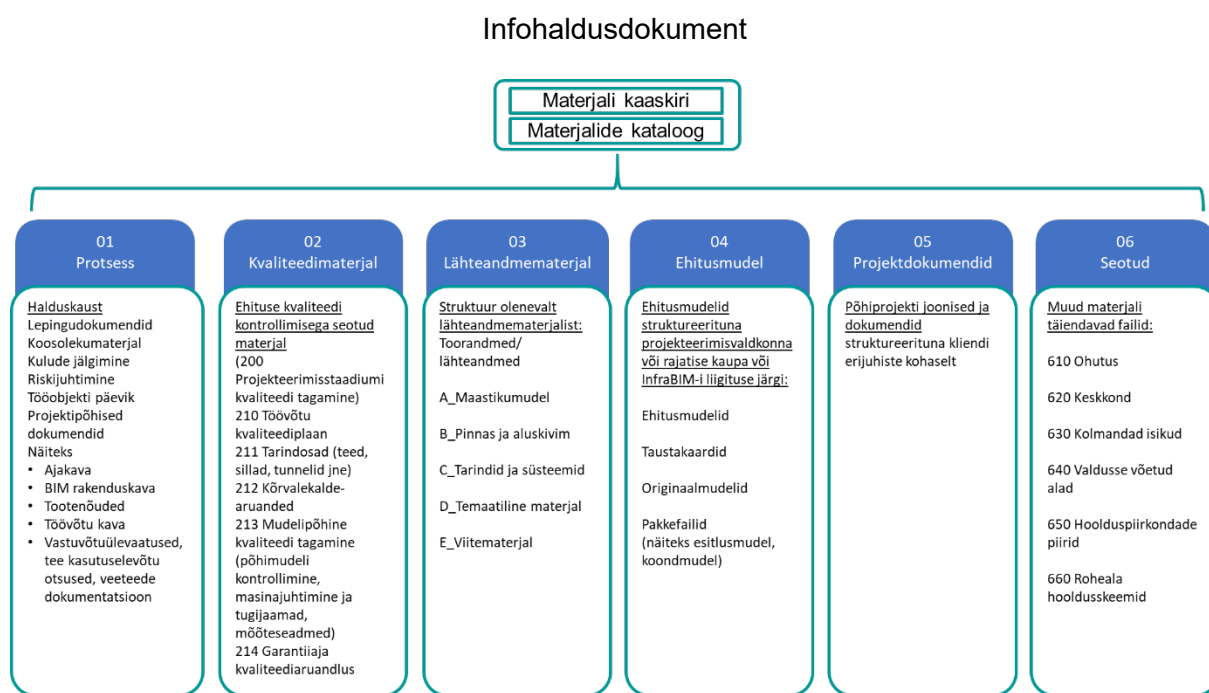 Infohaldusdokument
Materjali kaaskiri
Materjalide kataloog
01
Protsess
Halduskaust
Lepingudokumendid
Koosolekumaterjal
Kulude jälgimine
Riskijuhtimine
Tööobjekti päevik
Projektipõhised
dokumendid
Näiteks
• Ajakava
• BIM rakenduskava
• Tootenõuded
• Töövõtu kava
• Vastuvõtuülevaatused,
tee kasutuselevõtu
otsused, veeteede
dokumentatsioon
02
Kvaliteedimaterjal
Ehituse kvaliteedi
kontrollimisega seotud
materjal
(200
Projekteerimisstaadiumi
kvaliteedi tagamine)
210 Töövõtu
kvaliteediplaan
211 Tarindosad (teed,
sillad, tunnelid jne)
212 Kõrvalekalde-
aruanded
213 Mudelipõhine
kvaliteedi tagamine
(põhimudeli
kontrollimine,
masinajuhtimine ja
tugijaamad,
mõõteseadmed)
214 Garantiiaja
kvaliteediaruandlus
03
Lähteandmematerjal
Struktuur olenevalt
lähteandmematerjalist:
Toorandmed/
lähteandmed
A_Maastikumudel
B_Pinnas ja aluskivim
C_Tarindid ja süsteemid
D_Temaatiline materjal
E_Viitematerjal
04
Ehitusmudel
Ehitusmudelid
struktureerituna
projekteerimisvaldkonna
või rajatise kaupa või
InfraBIM-i liigituse järgi:
Ehitusmudelid
Taustakaardid
Originaalmudelid
Pakkefailid
(näiteks esitlusmudel,
koondmudel)
05
Projektdokumendid
Põhiprojekti joonised ja
dokumendid
struktureerituna kliendi
erijuhiste kohaselt
06
Seotud
Muud materjali
täiendavad failid:
610 Ohutus
620 Keskkond
630 Kolmandad isikud
640 Valdusse võetud
alad
650 Hoolduspiirkondade
piirid
660 Roheala
hooldusskeemid